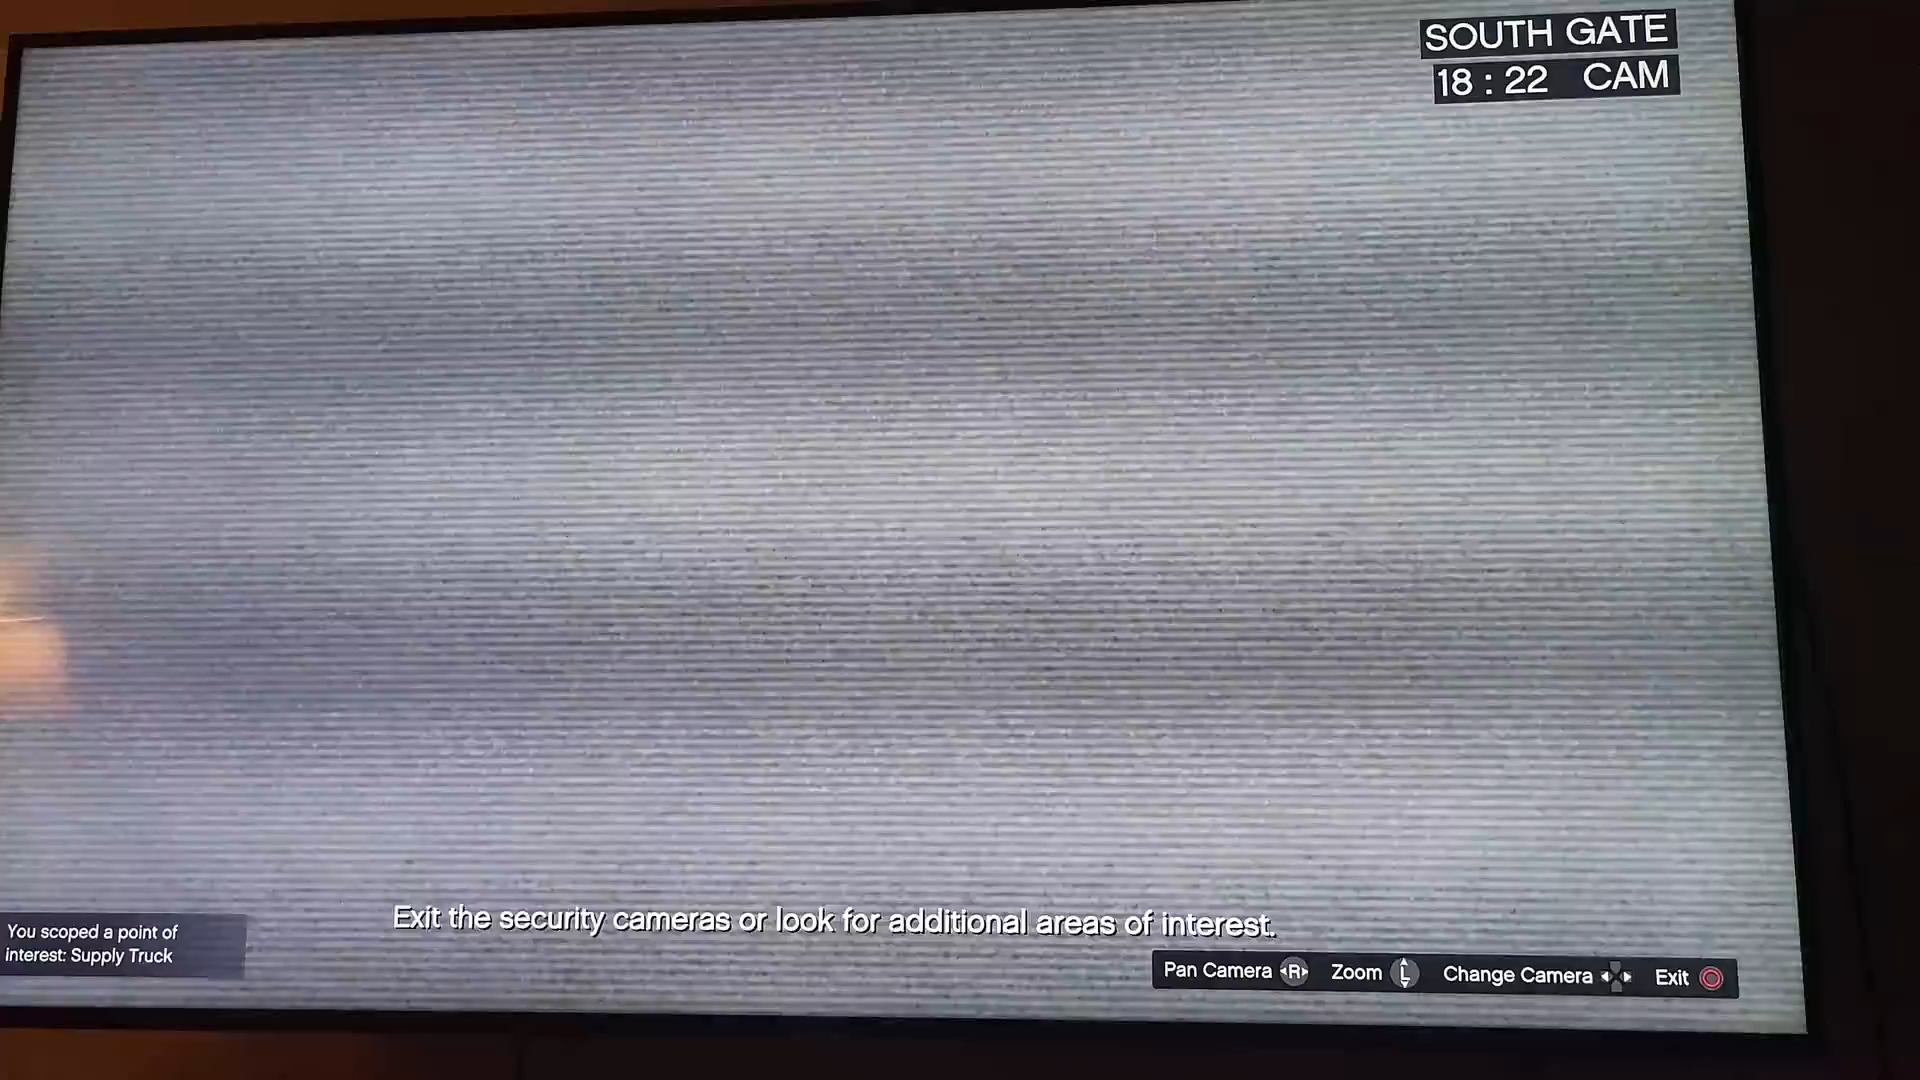 SOUTH GATE
18 : 22 CAM
Exit the security cameras or look for additional areas of interest.
You scoped a point of
interest: Supply Truck
Pan Camera R Zoom L Change Camera Exit